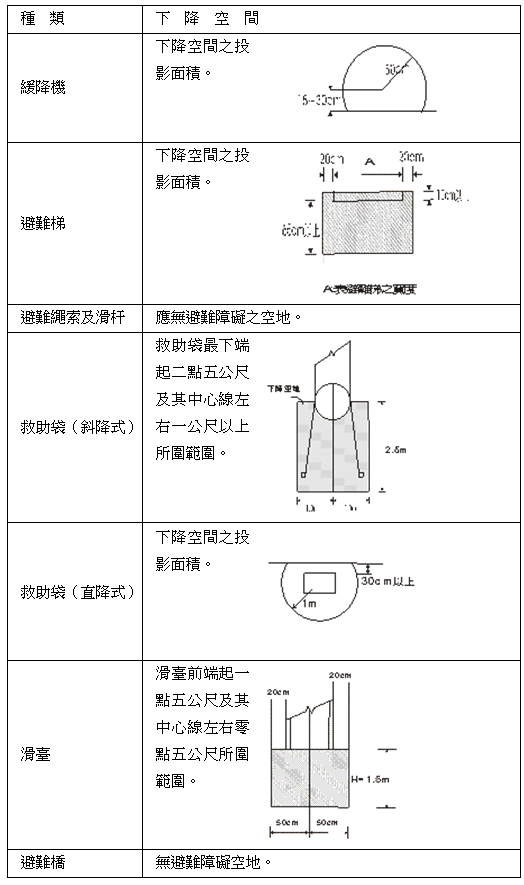 種 類
下 降 空 間
緩降機
下降空間之投
影面積。
50cm
15~30cm
避難梯
下降空間之投
影面積。
20cm
A
20cm
10cm以上
65cm以上
A:表避難梯之寬度
避難繩索及滑杆
應無避難障礙之空地。
救助袋（斜降式）
救助袋最下端
起二點五公尺
及其中心線左
右一公尺以上
所圍範圍。
下降空地
2.5m
救助袋（直降式）
下降空間之投
影面積。
30cm以上
1m
滑臺
滑臺前端起一
點五公尺及其
中心線左右零
點五公尺所圍
範圍。
20cm
20cm
H=1.5m
50cm
50cm
避難橋
無避難障礙空地。